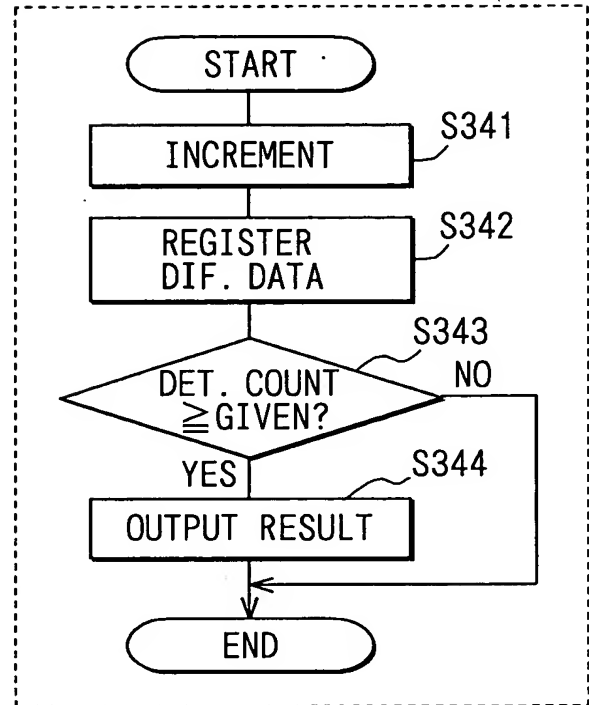 START
INCREMENT
S341
REGISTER
DIF. DATA
S342
S343
DET. COUNT
≧GIVEN?
NO
YES
S344
OUTPUT RESULT
END